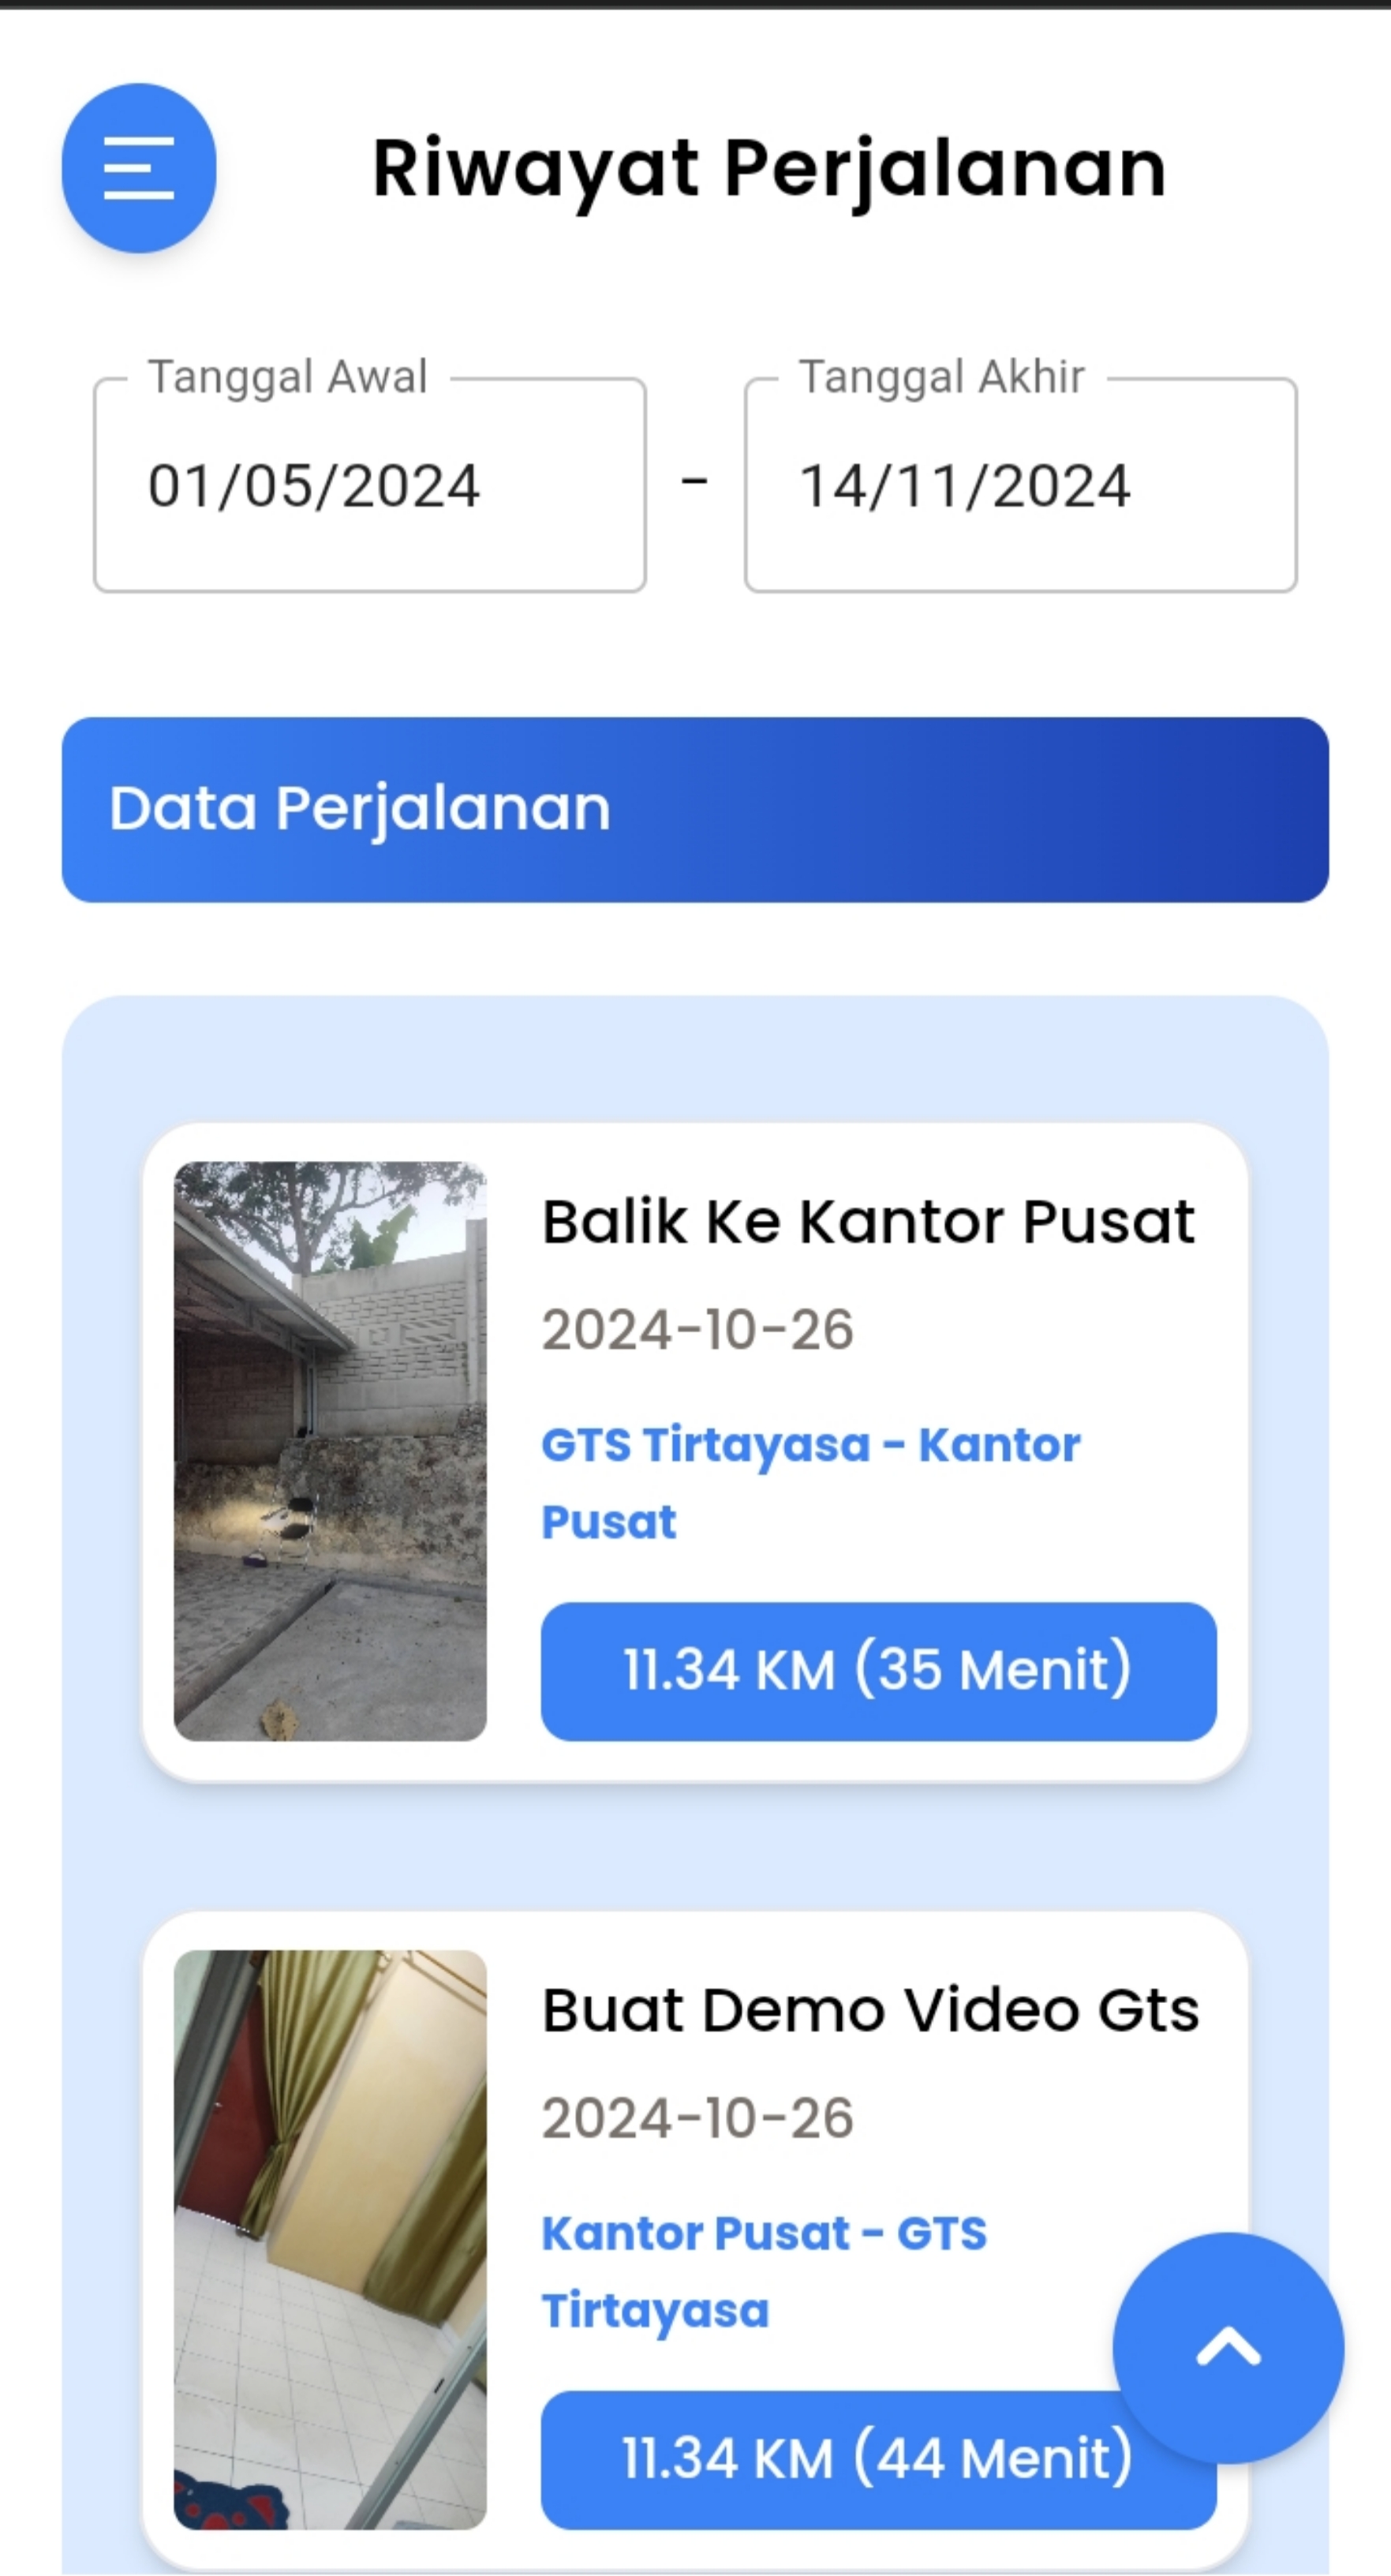 Riwayat Perjalanan
Tanggal Awal
Tanggal Akhir
01/05/2024
-
14/11/2024
Data Perjalanan
Balik Ke Kantor Pusat
2024-10-26
GTS Tirtayasa - Kantor
Pusat
11.34 KM (35 Menit)
Buat Demo Video Gts
2024-10-26
Kantor Pusat - GTS
Tirtayasa
11.34 KM (44 Menit)